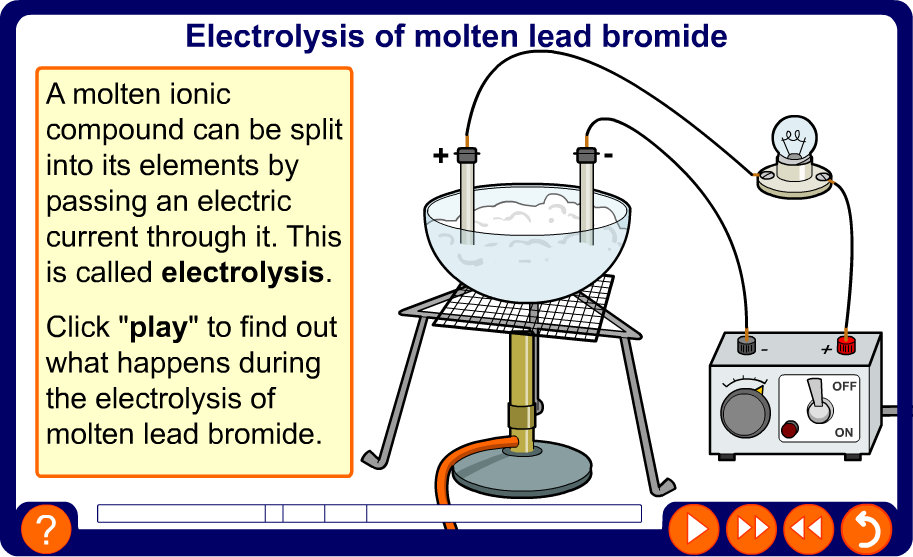 Electrolysis of molten lead bromide
A molten ionic
compound can be split
into its elements by
passing an electric
current through it. This
is called electrolysis.
Click "play" to find out
what happens during
the electrolysis of
molten lead bromide.
+ -
- +
OFF
ON
?